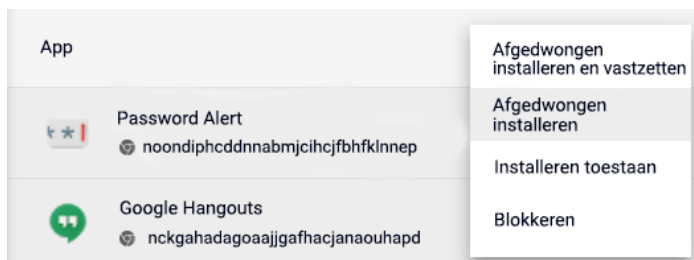 App
Afgedwongen
installeren en vastzetten
Password Alert
noondiphcddnnabmjcihcjfbhfklnnep
Afgedwongen
installeren
Installeren toestaan
Google Hangouts
nckgahadagoaajjgafhacjanaouhapd
Blokkeren